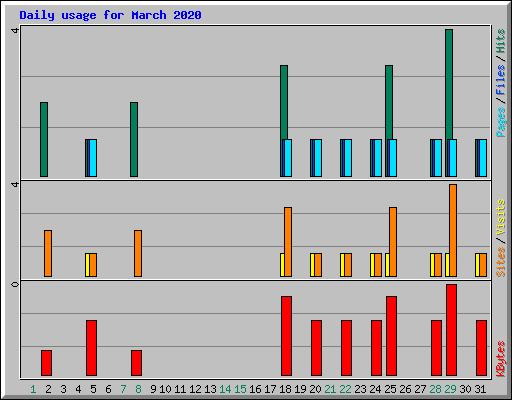 Daily usage for March 2020
4
Pages / Files / Hits
4
Sites / Visits
0
KBytes
1 2 3 4 5 6 7 8 9 10 11 12 13 14 15 16 17 18 19 20 21 22 23 24 25 26 27 28 29 30 31